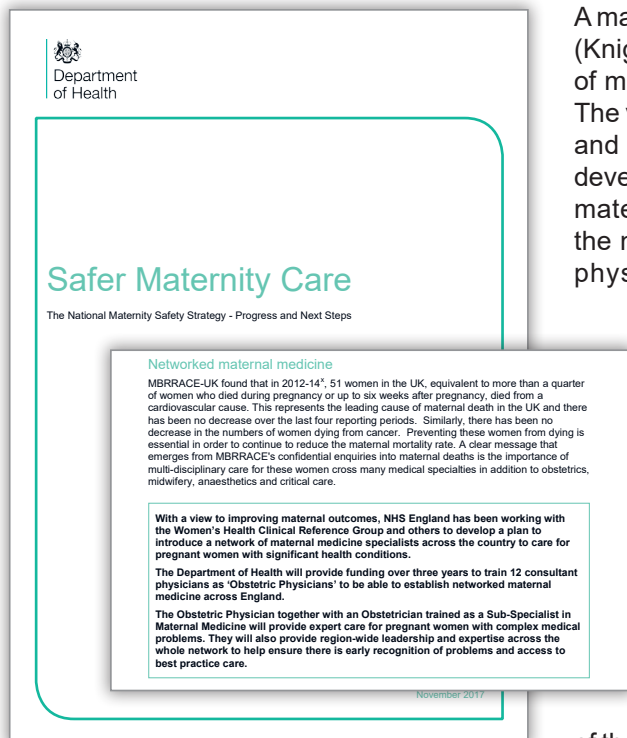 Department
of Health
Safer Maternity Care
The National Maternity Safety Strategy - Progress and Next Steps
Networked maternal medicine
MBRRACE-UK found that in 2012-14ˣ, 51 women in the UK, equivalent to more than a quarter
of women who died during pregnancy or up to six weeks after pregnancy, died from a
cardiovascular cause. This represents the leading cause of maternal death in the UK and there
has been no decrease over the last four reporting periods. Similarly, there has been no
decrease in the numbers of women dying from cancer. Preventing these women from dying is
essential in order to continue to reduce the maternal mortality rate. A clear message that
emerges from MBRRACE's confidential enquiries into maternal deaths is the importance of
multi-disciplinary care for these women cross many medical specialties in addition to obstetrics,
midwifery, anaesthetics and critical care.
With a view to improving maternal outcomes, NHS England has been working with
the Women's Health Clinical Reference Group and others to develop a plan to
introduce a network of maternal medicine specialists across the country to care for
pregnant women with significant health conditions.
The Department of Health will provide funding over three years to train 12 consultant
physicians as 'Obstetric Physicians' to be able to establish networked maternal
medicine across England.
The Obstetric Physician together with an Obstetrician trained as a Sub-Specialist in
Maternal Medicine will provide expert care for pregnant women with complex medical
problems. They will also provide region-wide leadership and expertise across the
whole network to help ensure there is early recognition of problems and access to
best practice care.
November 2017
A ma
(Knig
of m
The
and
deve
mate
the
phys